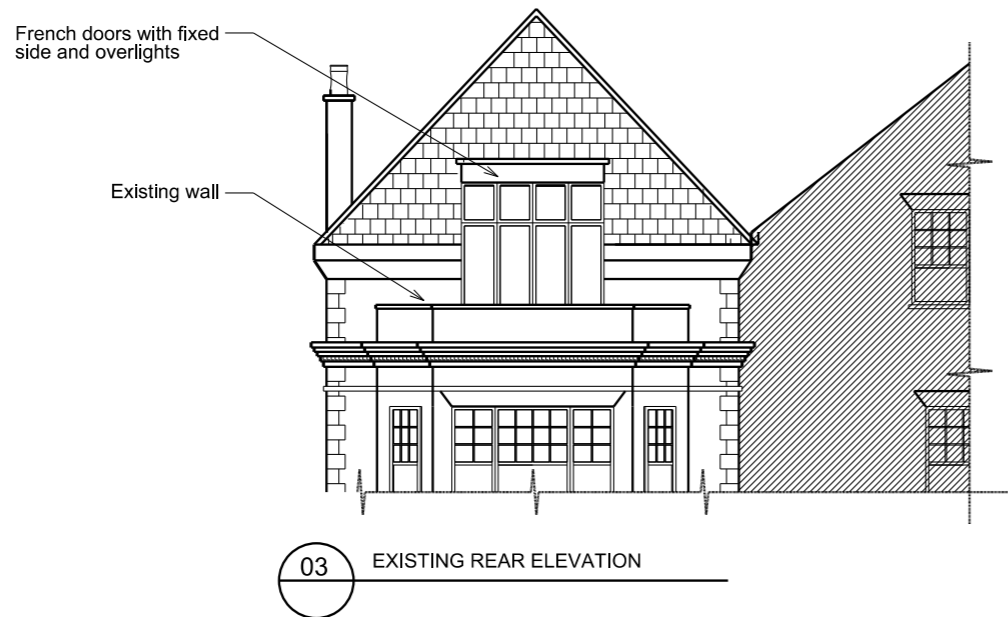 French doors with fixed
side and overlights
Existing wall
03
EXISTING REAR ELEVATION